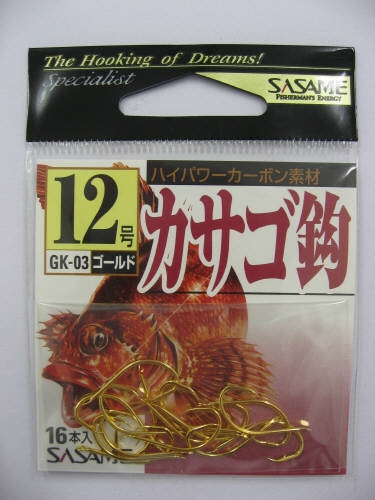 The Hooking of Dreams!
Specialist
SASAME
FISHERMAN'S ENERGY
ハイパワーカーボン素材
12号
カサゴ鈎
GK-03 ゴールド
16本入
SASAME